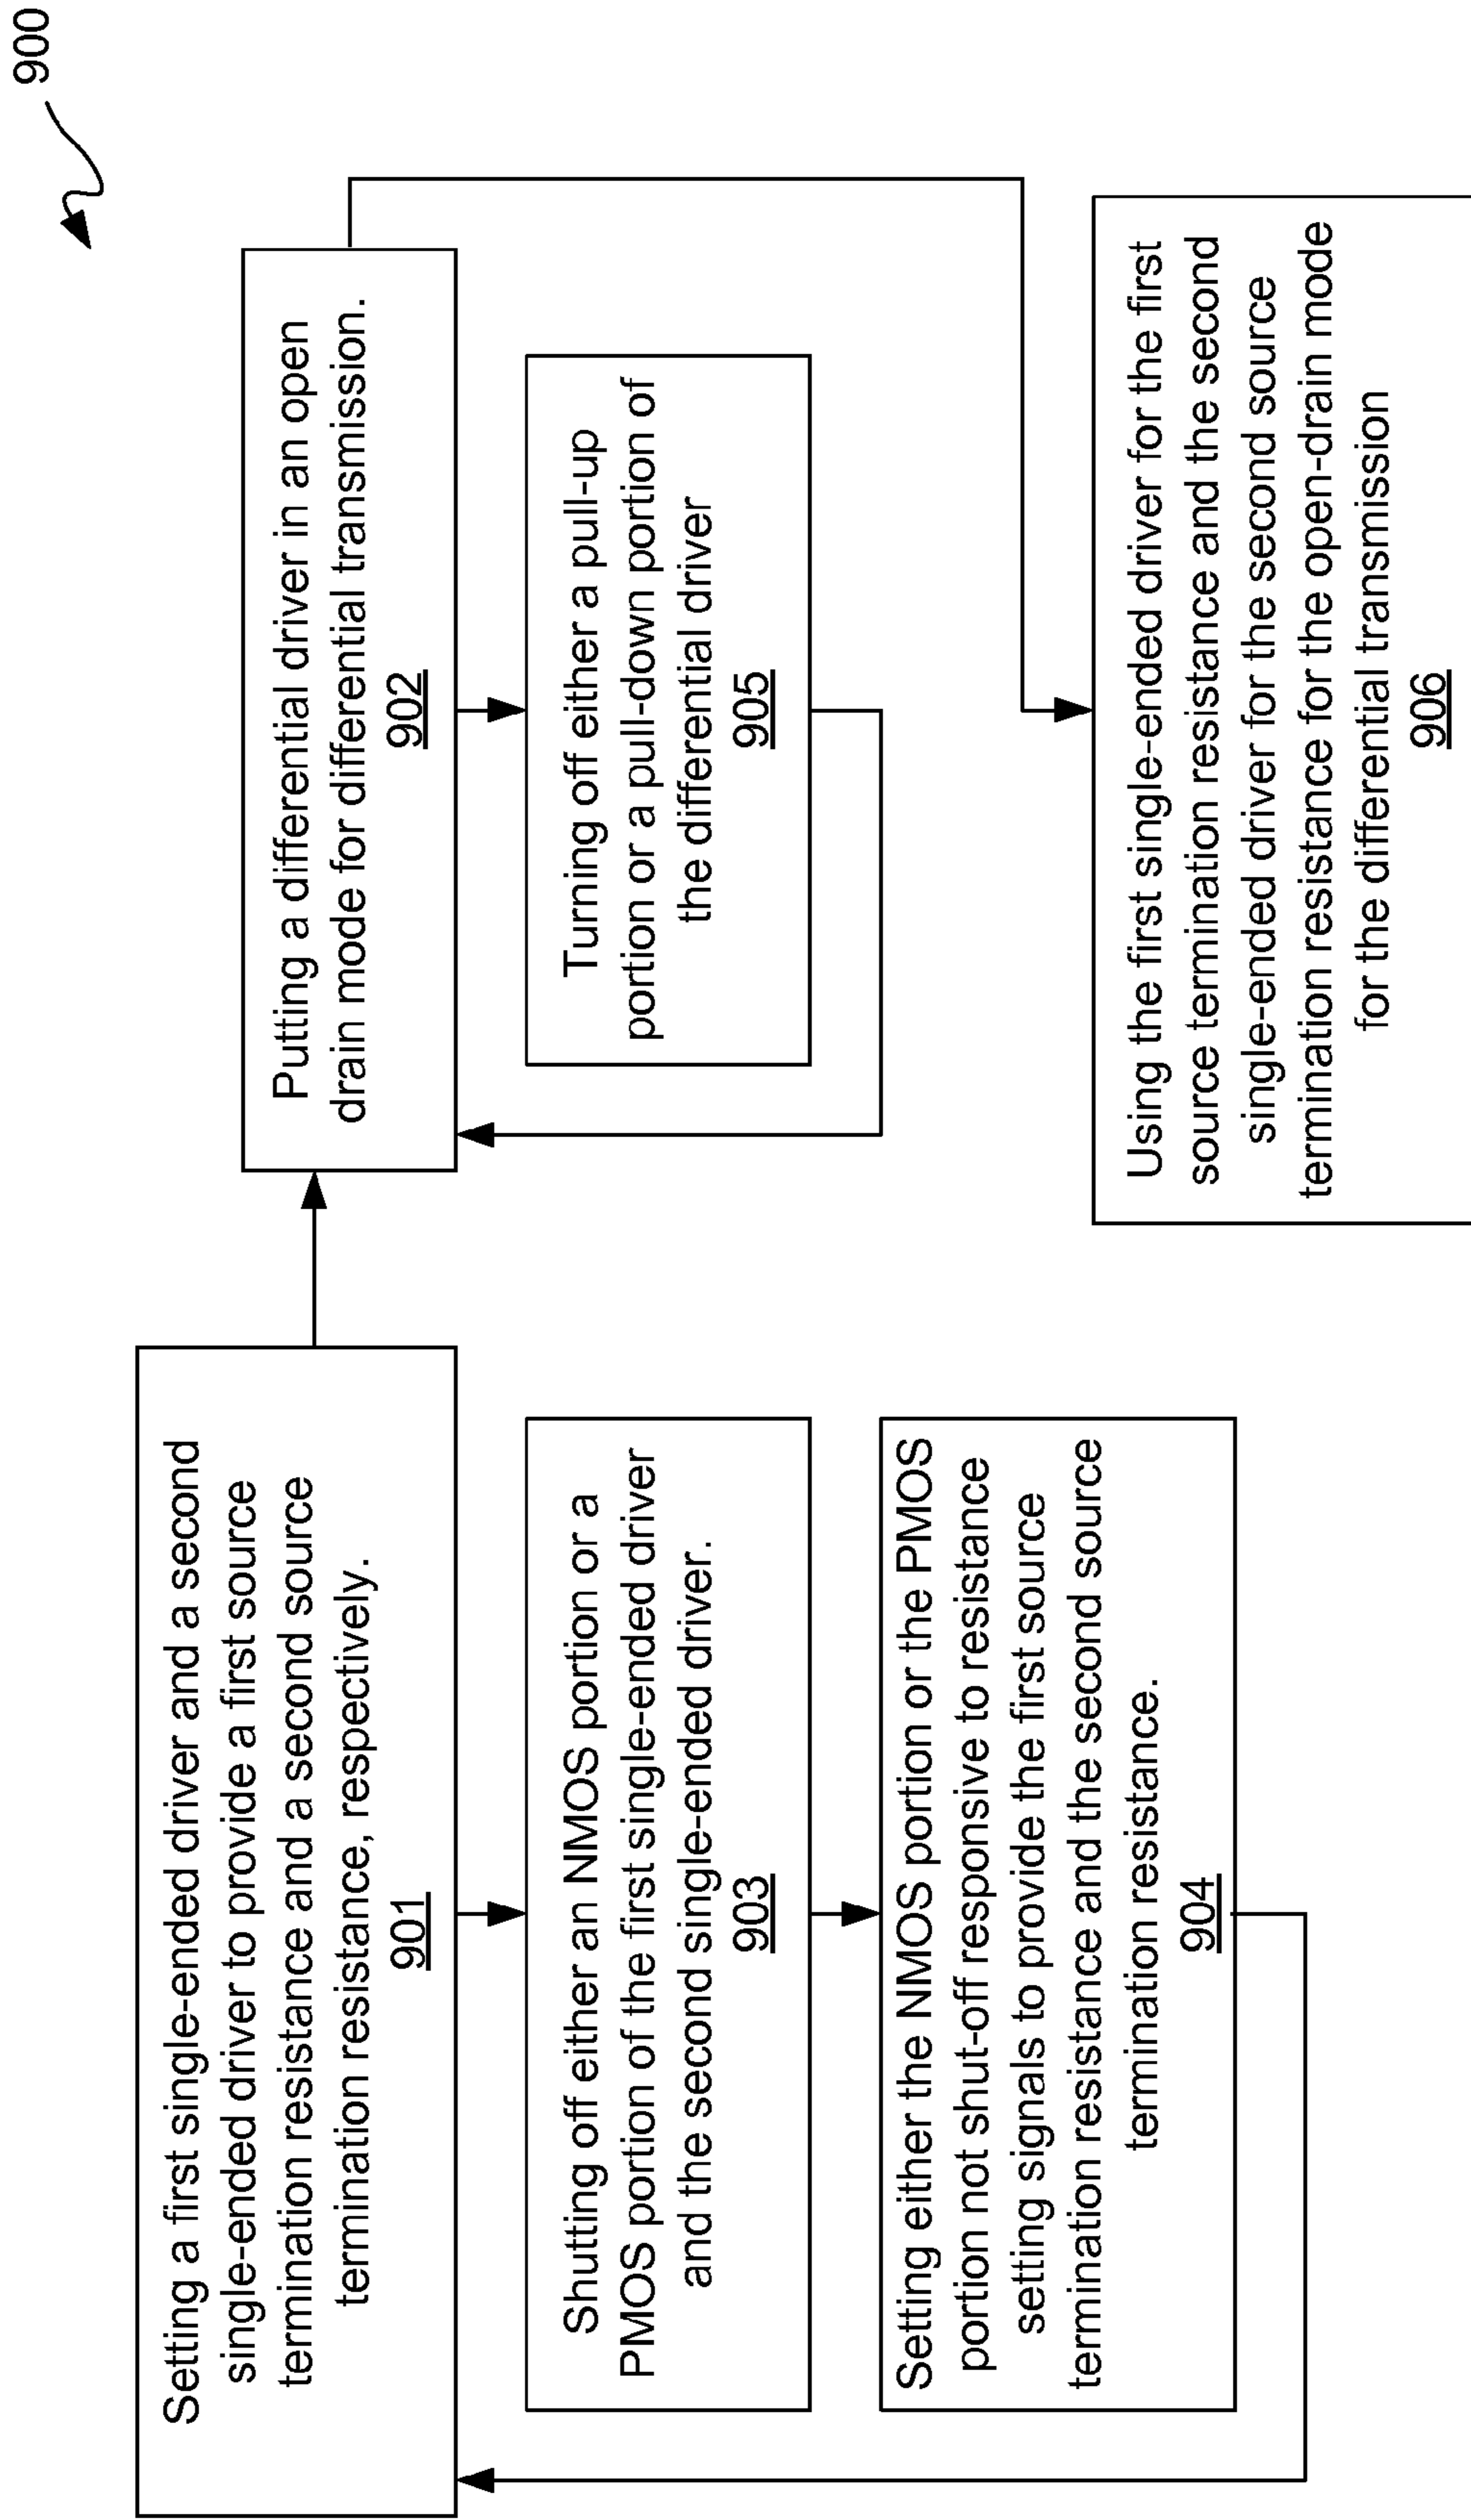 900
Setting a first single-ended driver and a second
single-ended driver to provide a first source
termination resistance and a second source
termination resistance, respectively.
901
Putting a differential driver in an open
drain mode for differential transmission.
902
Shutting off either an NMOS portion or a
PMOS portion of the first single-ended driver
and the second single-ended driver.
903
Setting either the NMOS portion or the PMOS
portion not shut-off responsive to resistance
setting signals to provide the first source
termination resistance and the second source
termination resistance.
904
Turning off either a pull-up
portion or a pull-down portion of
the differential driver
905
Using the first single-ended driver for the first
source termination resistance and the second
single-ended driver for the second source
termination resistance for the open-drain mode
for the differential transmission
906